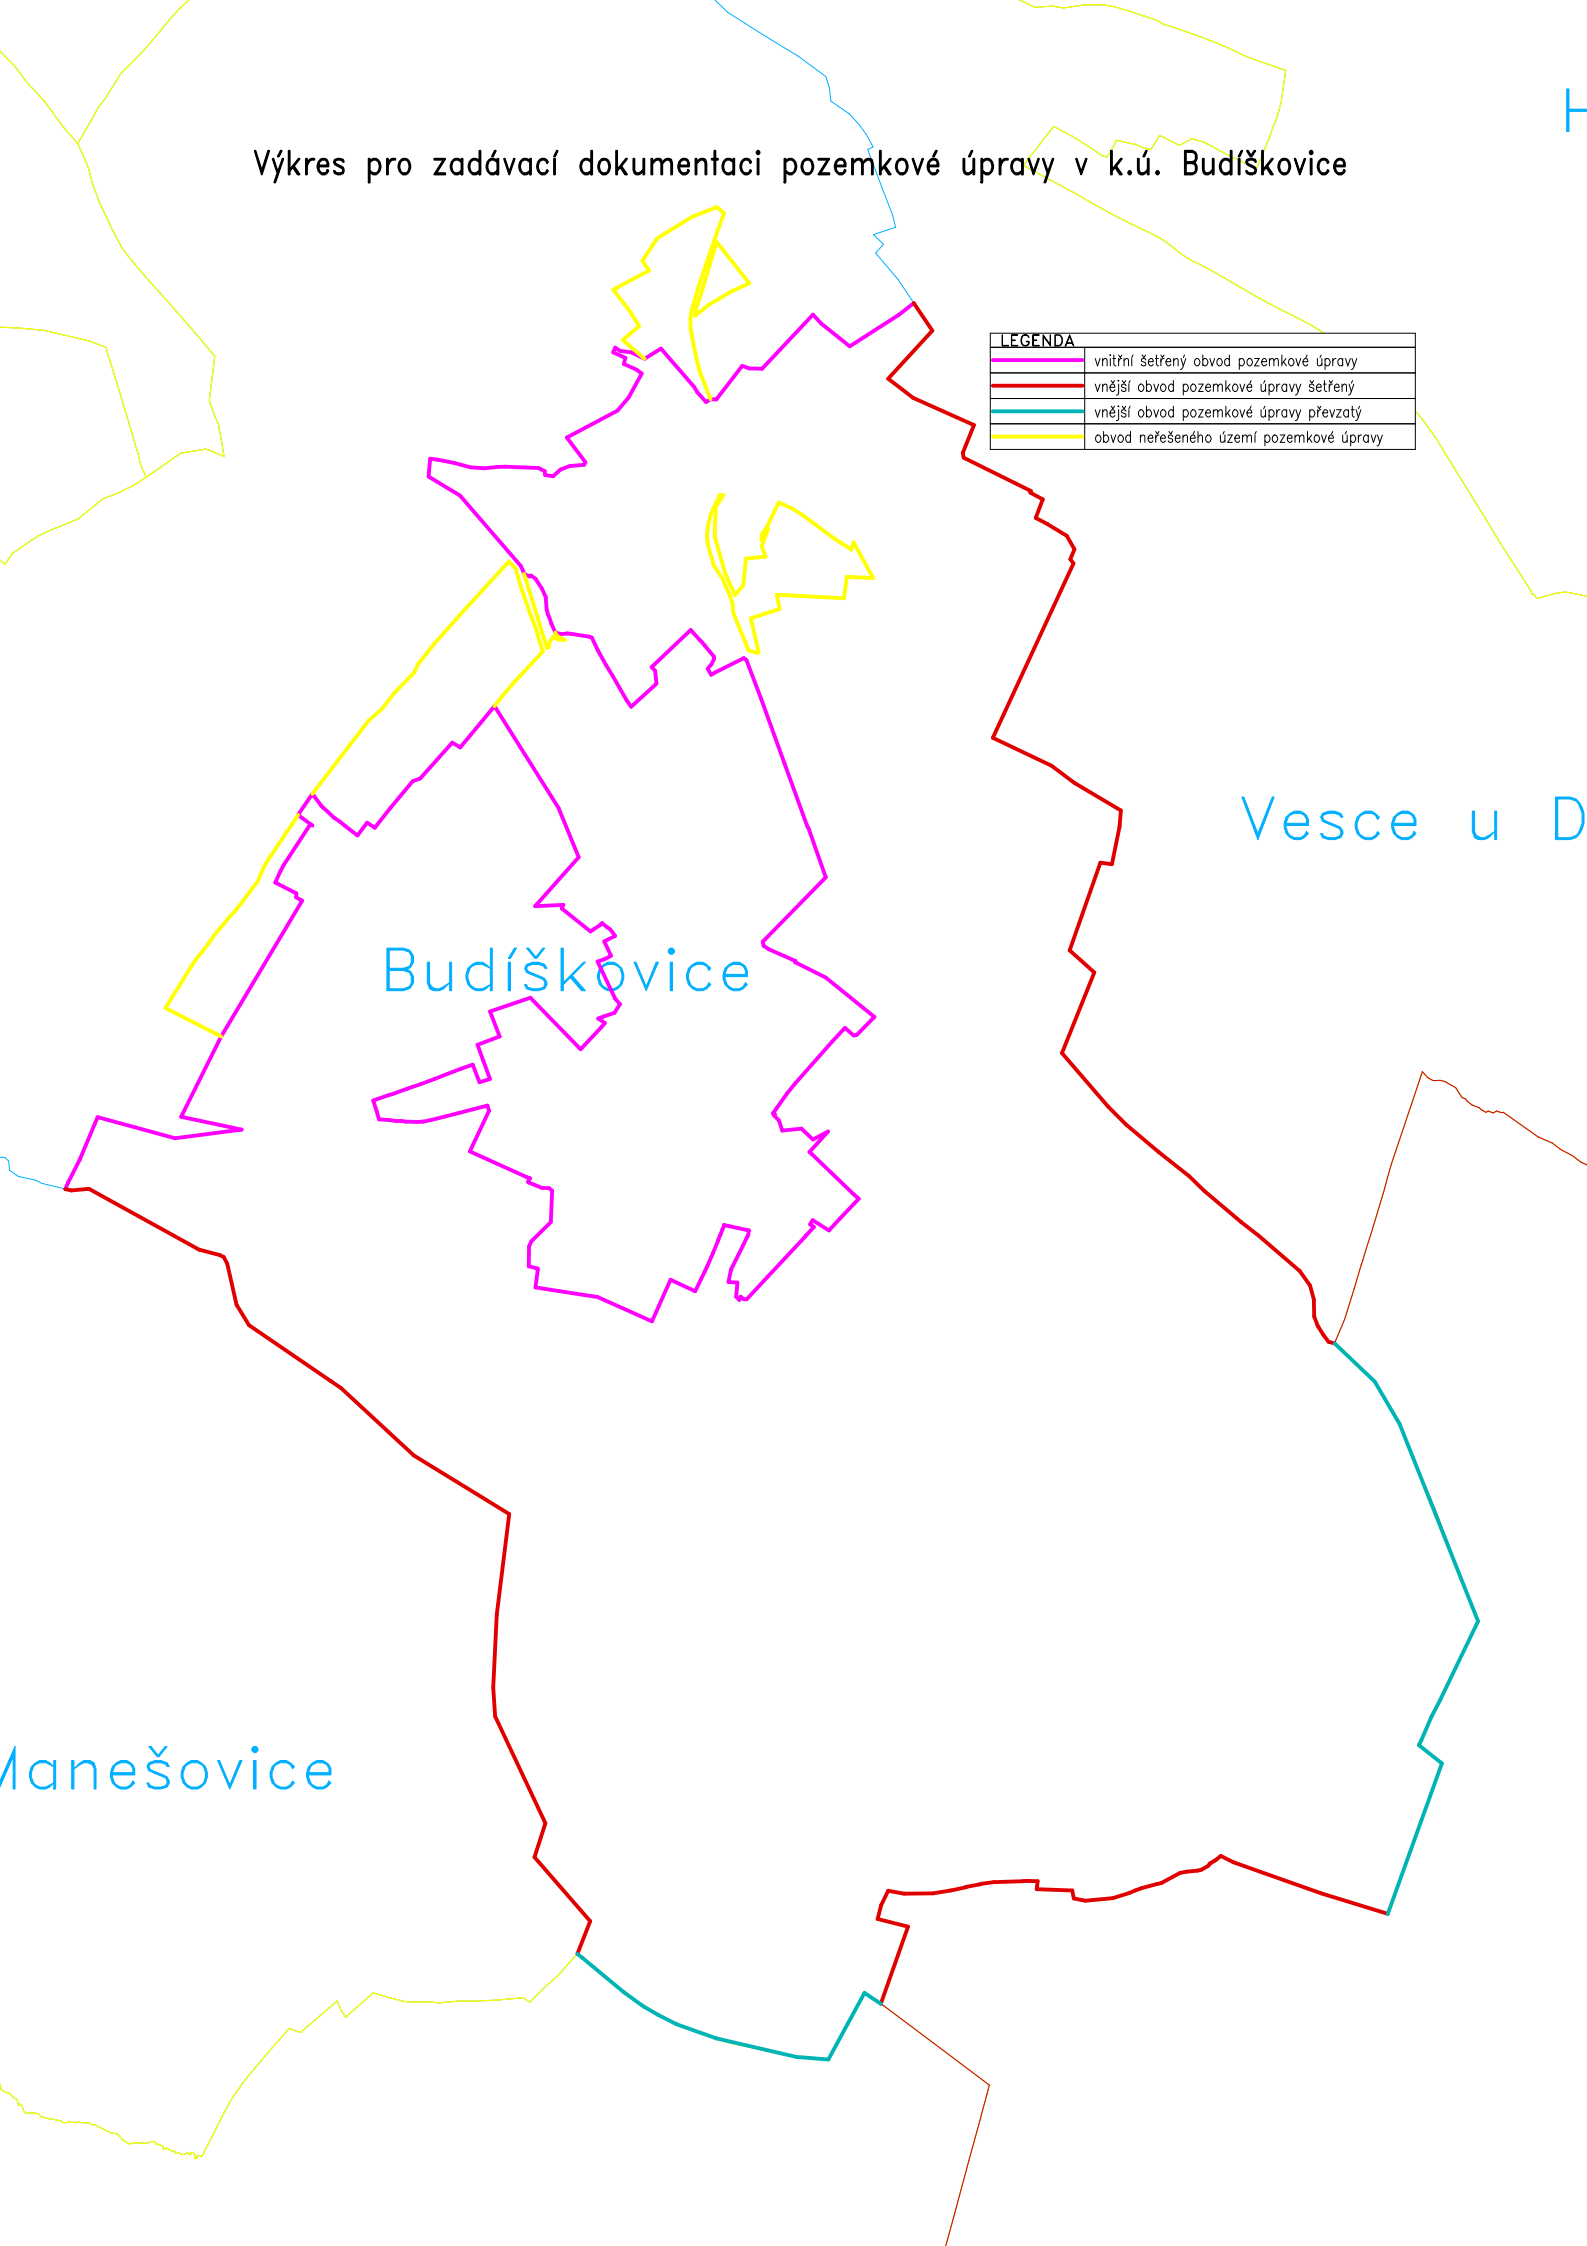 H
Výkres pro zadávací dokumentaci pozemkové úpravy v k.ú. Budíškovice
LEGENDA
vnitřní šetřený obvod pozemkové úpravy
vnější obvod pozemkové úpravy šetřený
vnější obvod pozemkové úpravy převzatý
obvod neřešeného území pozemkové úpravy
Vesce u D
Budíškovice
Manešovice